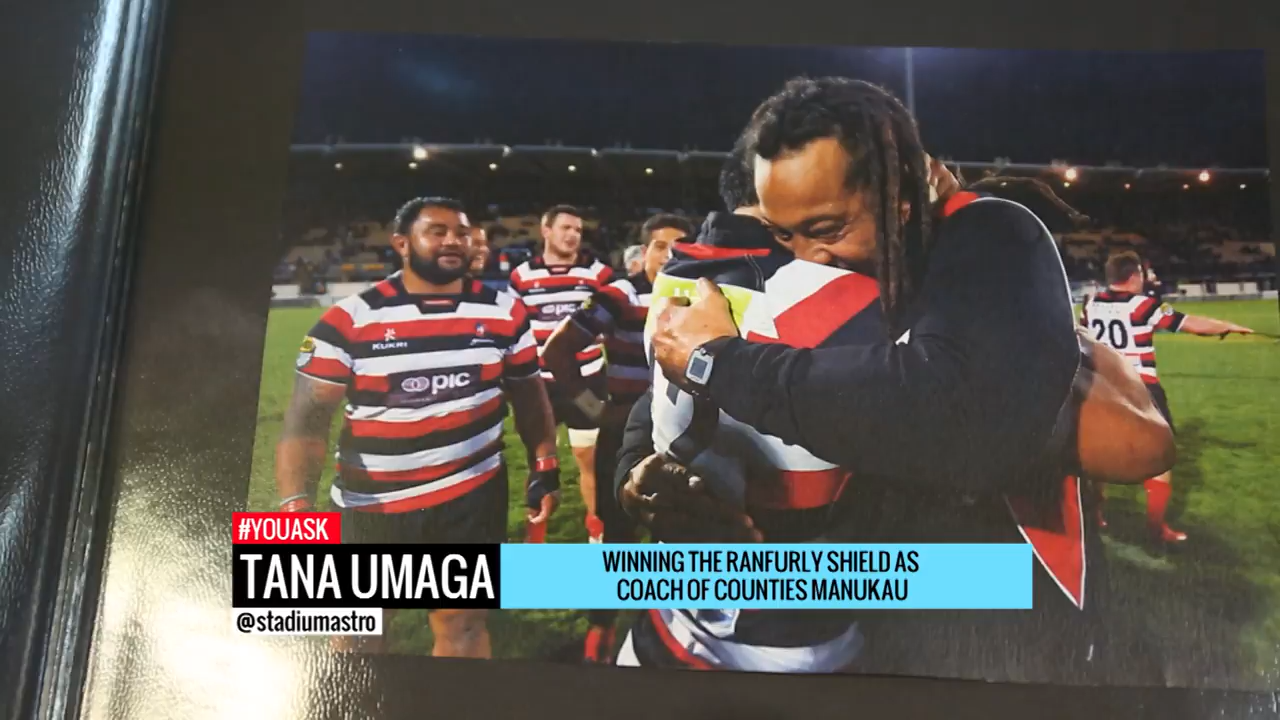 KUKRI
pic
pic
20
#YOUASK
TANA UMAGA
WINNING THE RANFURLY SHIELD AS
COACH OF COUNTIES MANUKAU
@stadiumastro